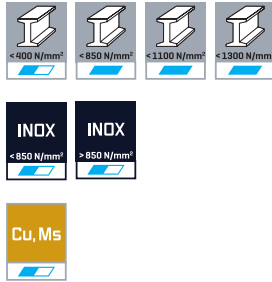 <400 N/mm² <850 N/mm² <1100 N/mm² <1300 N/mm²
INOX INOX
<850 N/mm² >850 N/mm²
Cu, Ms